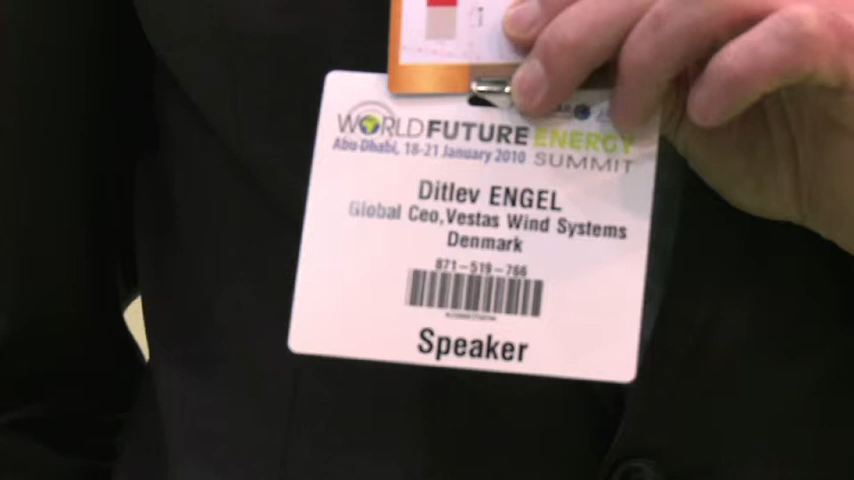 WORLD FUTURE ENERGY
Abu Dhabi, 18-21 January 2010 SUMMIT
Ditlev ENGEL
Global Ceo,Vestas Wind Systems
Denmark
871-519-766
Speaker